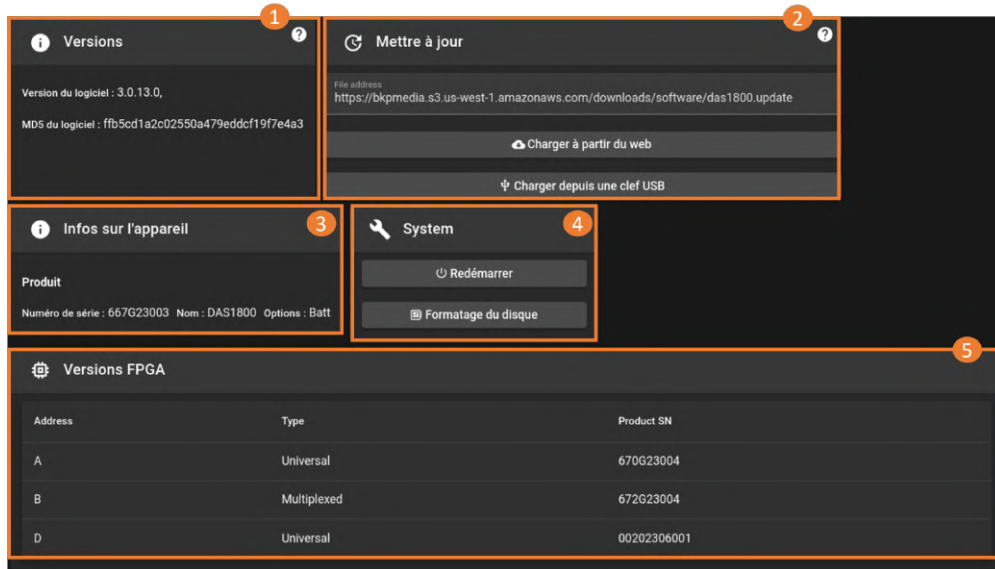 1
Versions
Version du logiciel : 3.0.13.0,
MD5 du logiciel : ffb5cd1a2c02550a479eddcf19f7e4a3
2
Mettre à jour
File address
https://bkpmedia.s3.us-west-1.amazonaws.com/downloads/software/das1800.update
Charger à partir du web
Charger depuis une clef USB
Infos sur l'appareil
3
Produit
Numéro de série : 667G23003 Nom : DAS1800 Options : Batt
System
4
Redémarrer
Formatage du disque
5
Versions FPGA
Address Type Product SN
A Universal 670G23004
B Multiplexed 672G23004
D Universal 00202306001